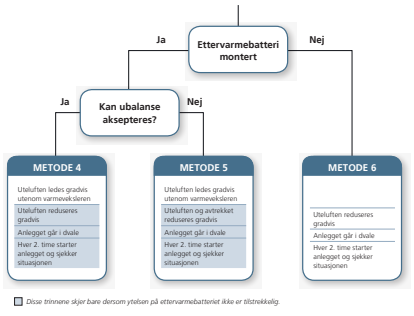 Ja
Ettervarmebatteri
montert
Nej
Ja
Kan ubalanse
aksepteres?
Nej
METODE 4
Uteluften ledes gradvis
utenom varmeveksleren
Uteluften reduseres
gradvis
Anlegget går i dvale
Hver 2. time starter
anlegget og sjekker
situasjonen
METODE 5
Uteluften ledes gradvis
utenom varmeveksleren
Uteluften og avtrekket
reduseres gradvis
Anlegget går i dvale
Hver 2. time starter
anlegget og sjekker
situasjonen
METODE 6
Uteluften reduseres
gradvis
Anlegget går i dvale
Hver 2. time starter
anlegget og sjekker
situasjonen
Disse trinnene skjer bare dersom ytelsen på ettervarmebatteriet ikke er tilstrekkelig.